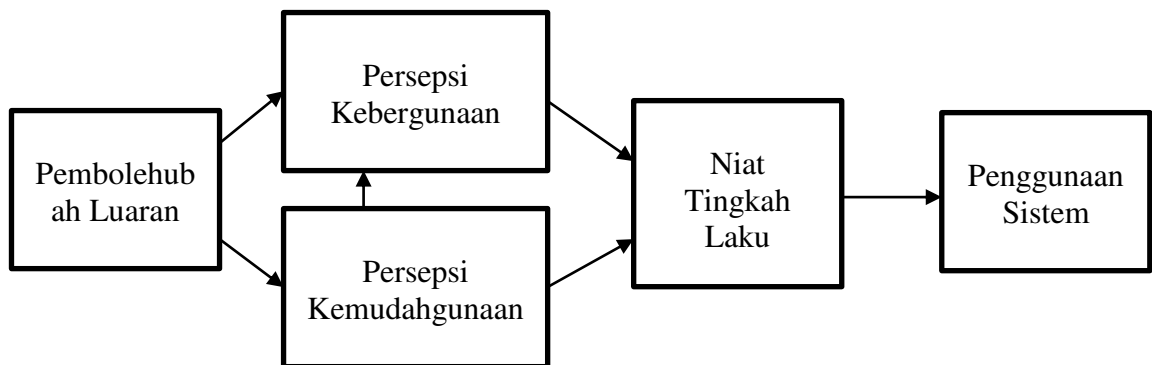 Pembolehub
ah Luaran
Persepsi
Kebergunaan
Persepsi
Kemudahgunaan
Niat
Tingkah
Laku
Penggunaan
Sistem